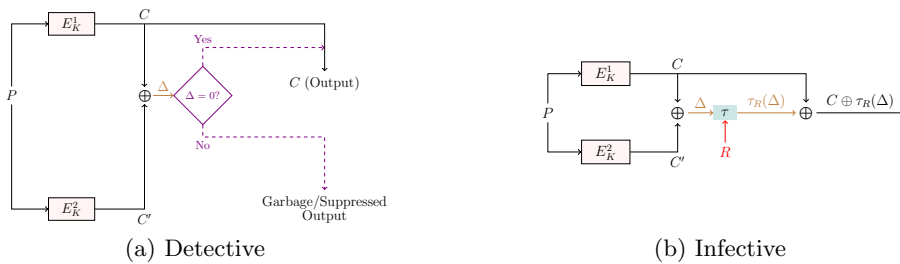 E_K^1
C
Yes
P
⊕
Δ
Δ = 0?
C (Output)
No
E_K^2
C′
Garbage/Suppressed
Output
(a) Detective
E_K^1
C
P
⊕
Δ
τ
τ_R(Δ)
⊕
C ⊕ τ_R(Δ)
R
E_K^2
C′
(b) Infective